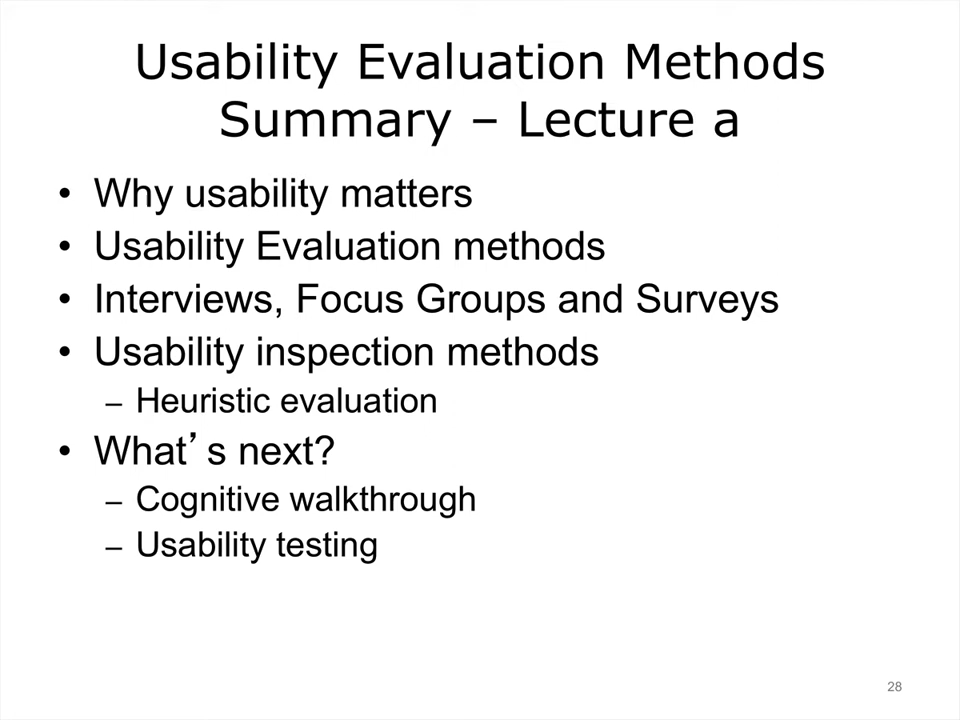 Usability Evaluation Methods
Summary – Lecture a
• Why usability matters
• Usability Evaluation methods
• Interviews, Focus Groups and Surveys
• Usability inspection methods
– Heuristic evaluation
• What’s next?
– Cognitive walkthrough
– Usability testing
28